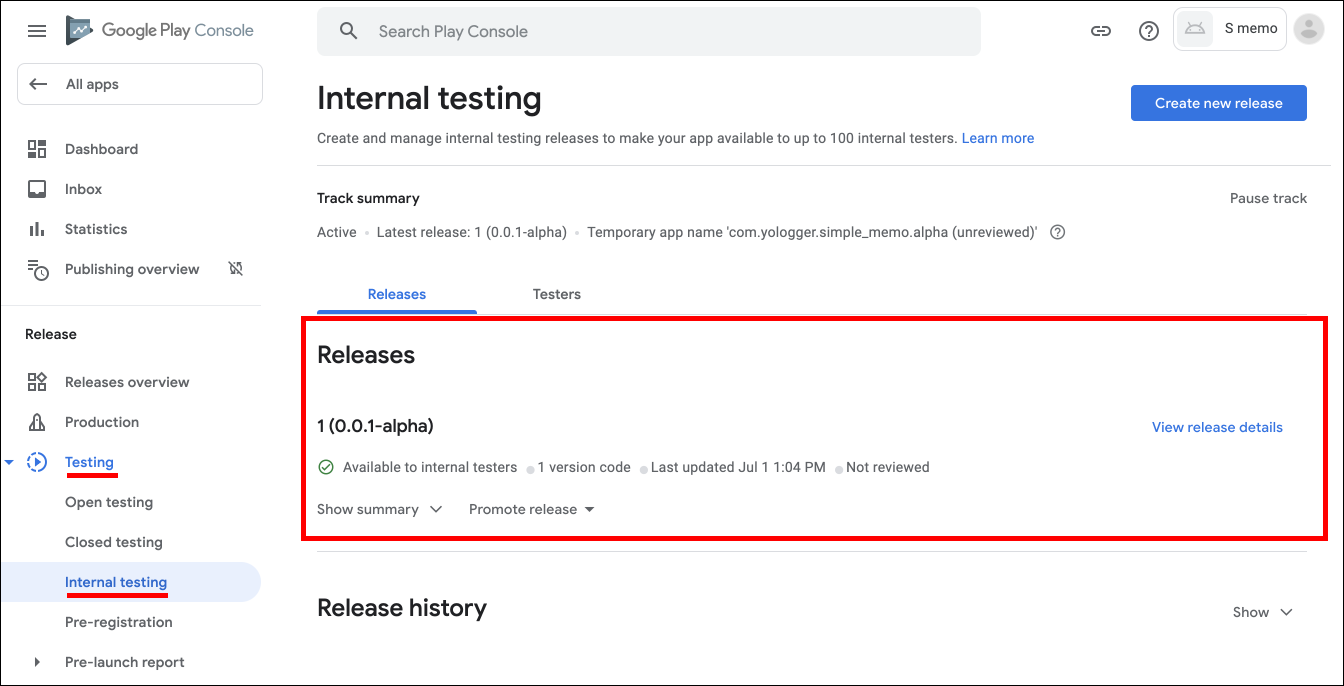 Google Play Console
Search Play Console
S memo
All apps
Dashboard
Inbox
Statistics
Publishing overview
Release
Releases overview
Production
Testing
Open testing
Closed testing
Internal testing
Pre-registration
Pre-launch report
Internal testing
Create new release
Create and manage internal testing releases to make your app available to up to 100 internal testers. Learn more
Track summary
Pause track
Active • Latest release: 1 (0.0.1-alpha) • Temporary app name 'com.yologger.simple_memo.alpha (unreviewed)'
Releases
Testers
Releases
1 (0.0.1-alpha)
View release details
Available to internal testers • 1 version code • Last updated Jul 1 1:04 PM • Not reviewed
Show summary
Promote release
Release history
Show